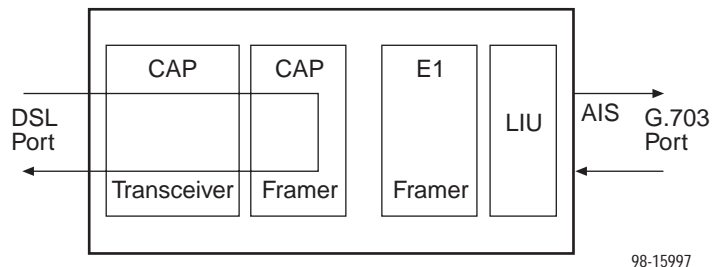 CAP
CAP
E1
DSL
Port
LIU
AIS
G.703
Port
Transceiver
Framer
Framer
98-15997